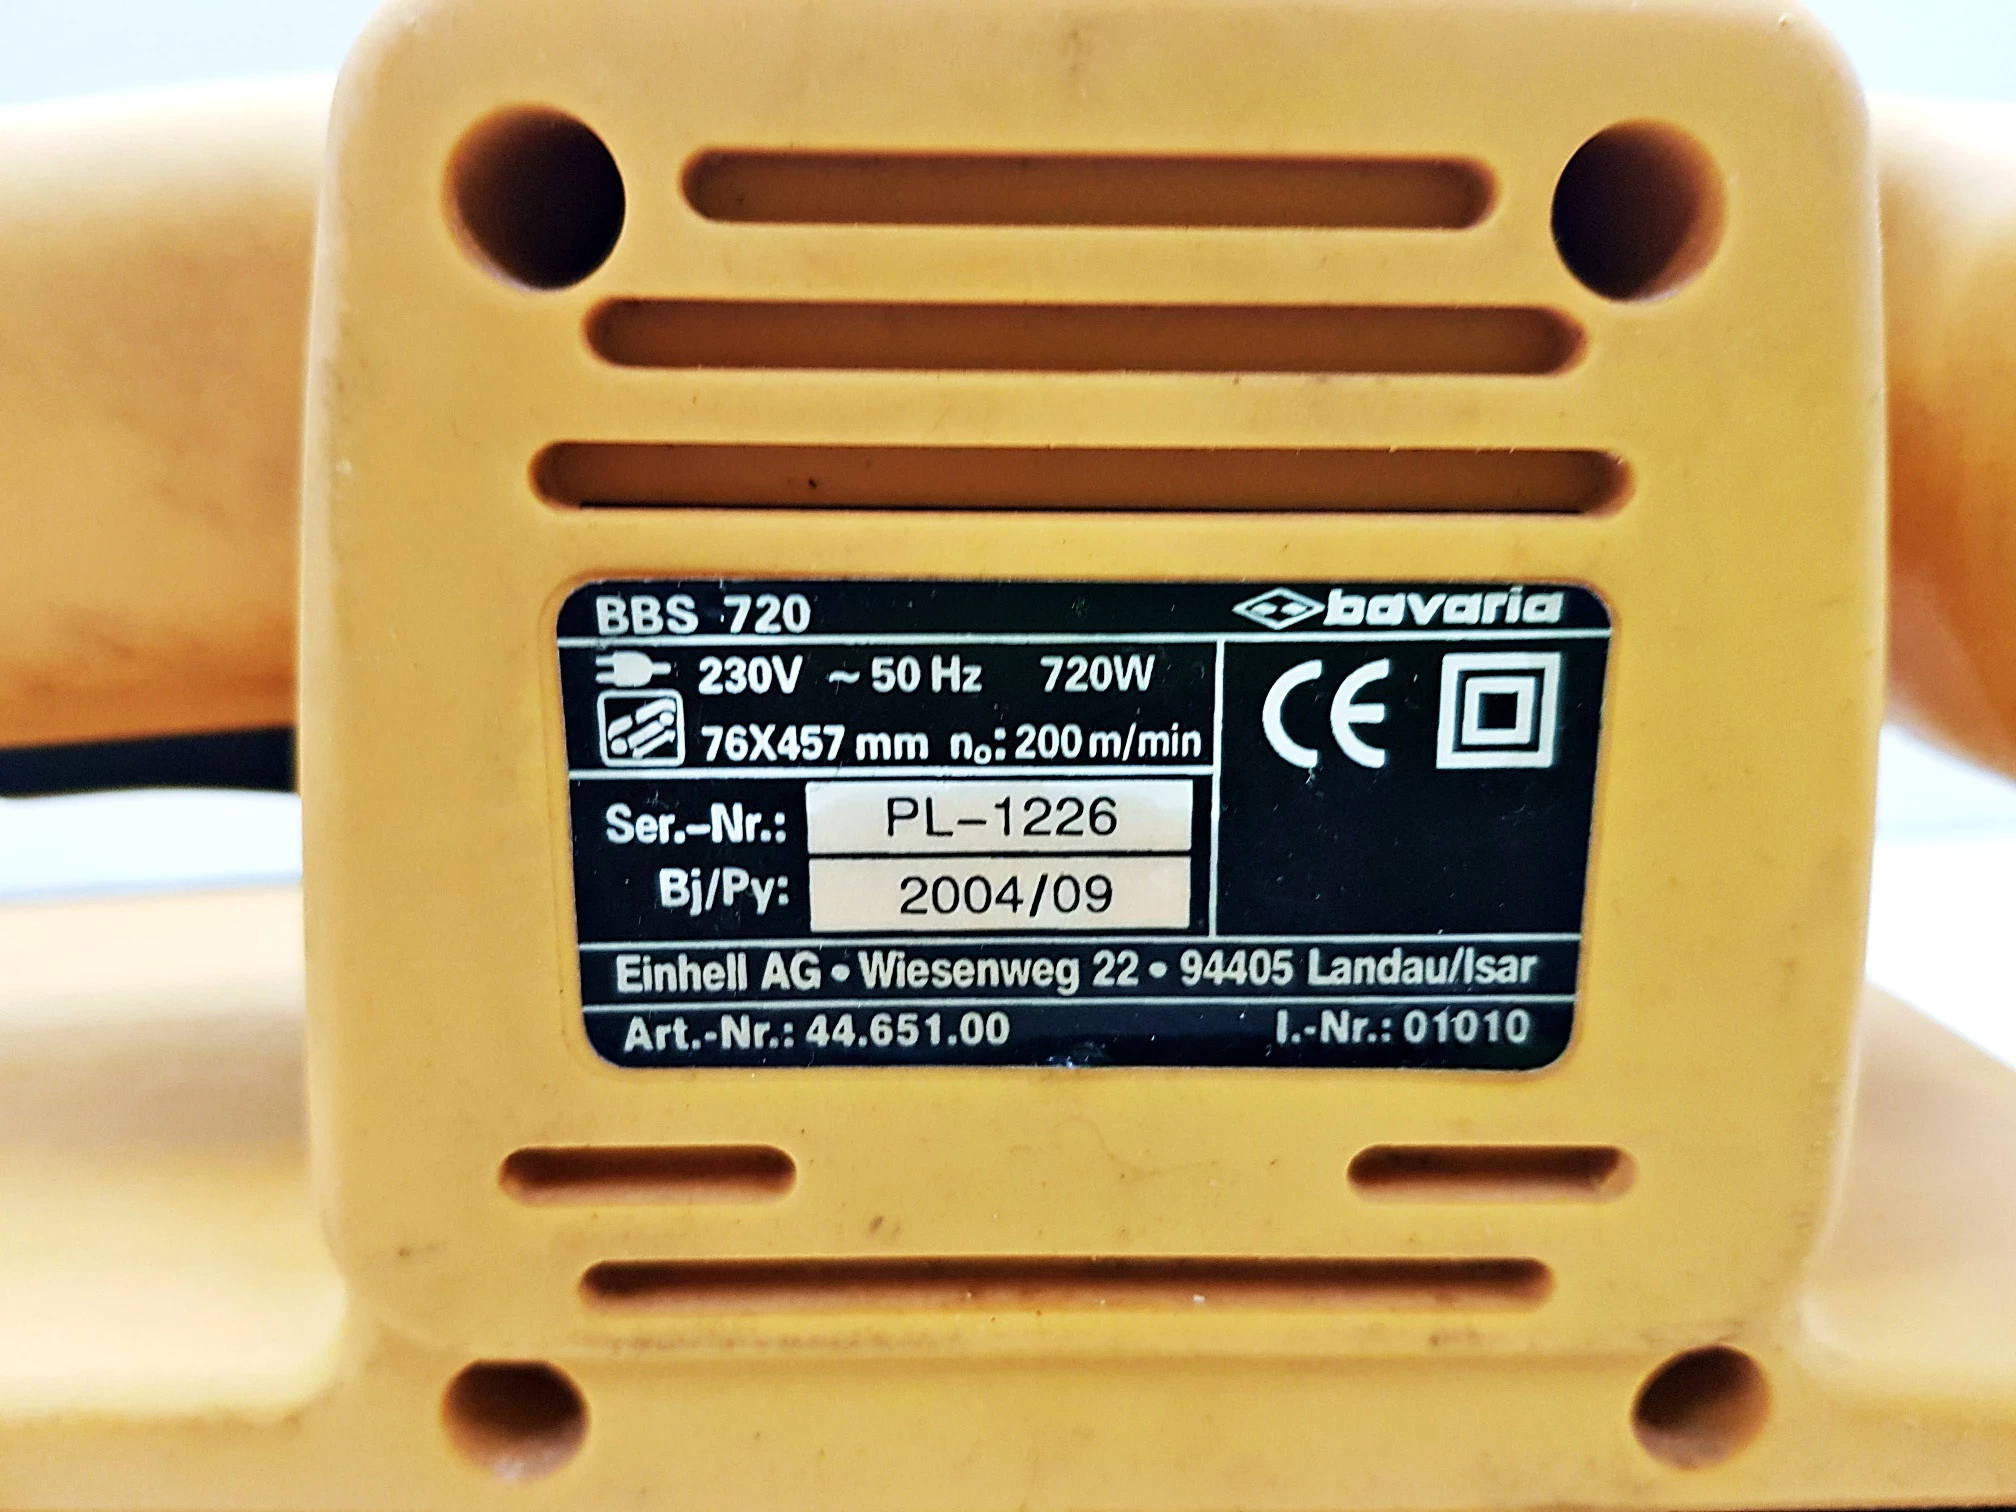 BBS 720 bavaria
230V ~ 50 Hz 720W
76X457 mm no: 200 m/min
CE
Ser.-Nr.: PL-1226
Bj/Py: 2004/09
Einhell AG • Wiesenweg 22 • 94405 Landau/Isar
Art.-Nr.: 44.651.00 I.-Nr.: 01010